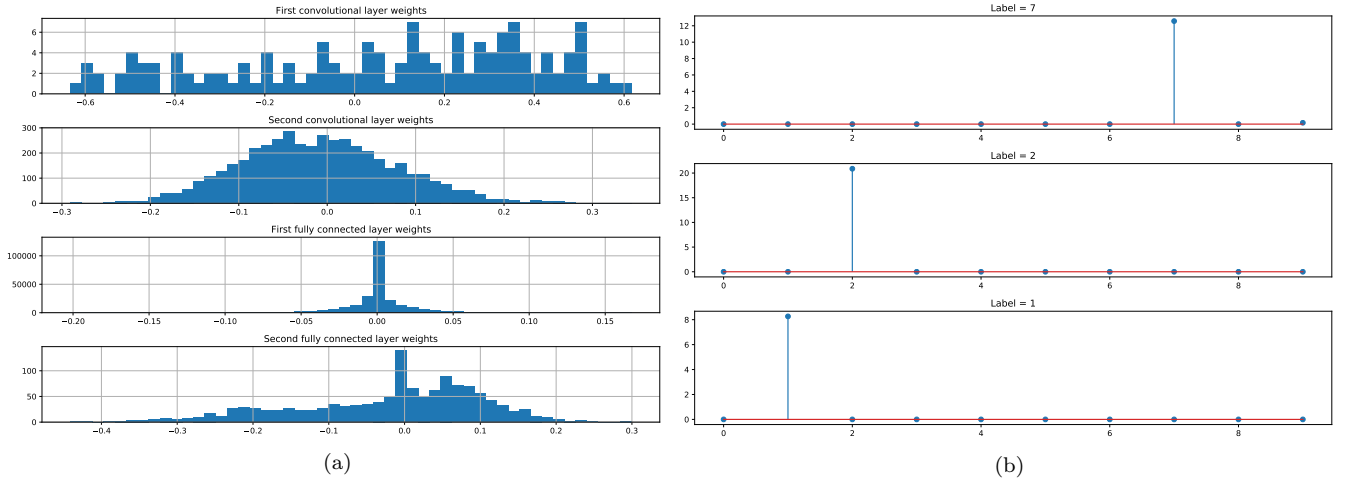 First convolutional layer weights
6
4
2
0
−0.6 −0.4 −0.2 0.0 0.2 0.4 0.6
Second convolutional layer weights
300
200
100
0
−0.3 −0.2 −0.1 0.0 0.1 0.2 0.3
First fully connected layer weights
100000
50000
0
−0.20 −0.15 −0.10 −0.05 0.00 0.05 0.10 0.15
Second fully connected layer weights
100
50
0
−0.4 −0.3 −0.2 −0.1 0.0 0.1 0.2 0.3
(a)
Label = 7
12
10
8
6
4
2
0
0 2 4 6 8
Label = 2
20
15
10
5
0
0 2 4 6 8
Label = 1
8
6
4
2
0
0 2 4 6 8
(b)